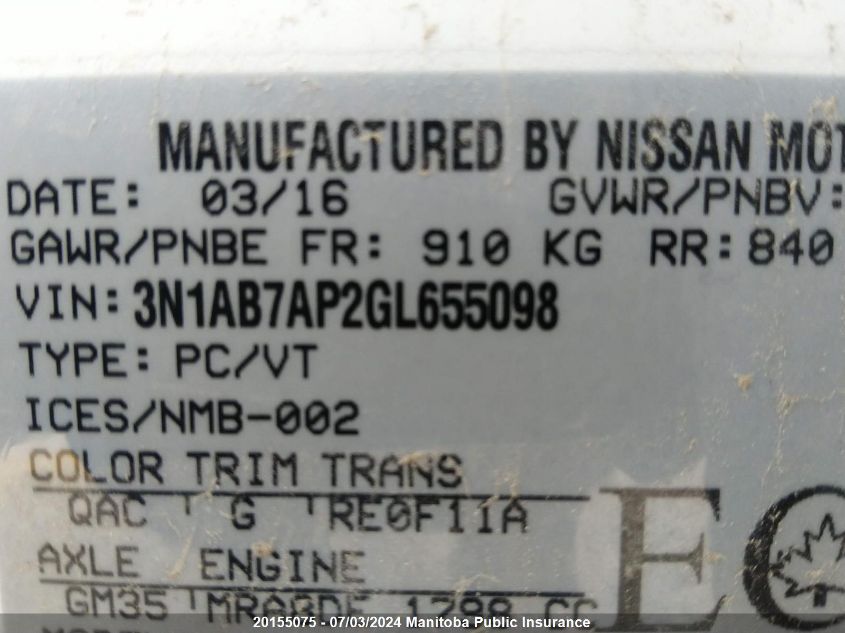 MANUFACTURED BY NISSAN MOT
DATE: 03/16 GVWR/PNBV:
GAWR/PNBE FR: 910 KG RR: 840
VIN: 3N1AB7AP2GL655098
TYPE: PC/VT
ICES/NMB-002
COLOR TRIM TRANS
QAC G RE0F11A
AXLE ENGINE
GM35 1798 CC
20155075 - 07/03/2024 Manitoba Public Insurance